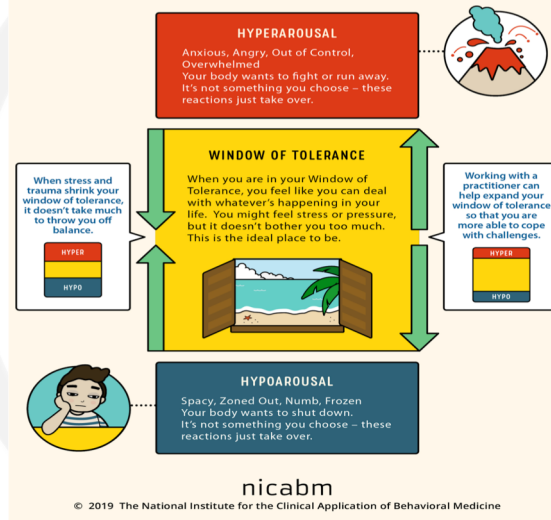 HYPERAROUSAL
Anxious, Angry, Out of Control,
Overwhelmed
Your body wants to fight or run away.
It's not something you choose – these
reactions just take over.
When stress and
trauma shrink your
window of tolerance,
it doesn't take much
to throw you off
balance.
HYPER
HYPO
WINDOW OF TOLERANCE
When you are in your Window of
Tolerance, you feel like you can deal
with whatever's happening in your
life. You might feel stress or pressure,
but it doesn't bother you too much.
This is the ideal place to be.
Working with a
practitioner can
help expand your
window of tolerance
so that you are
more able to cope
with challenges.
HYPER
HYPO
HYPOAROUSAL
Spacy, Zoned Out, Numb, Frozen
Your body wants to shut down.
It's not something you choose – these
reactions just take over.
nicabm
© 2019 The National Institute for the Clinical Application of Behavioral Medicine